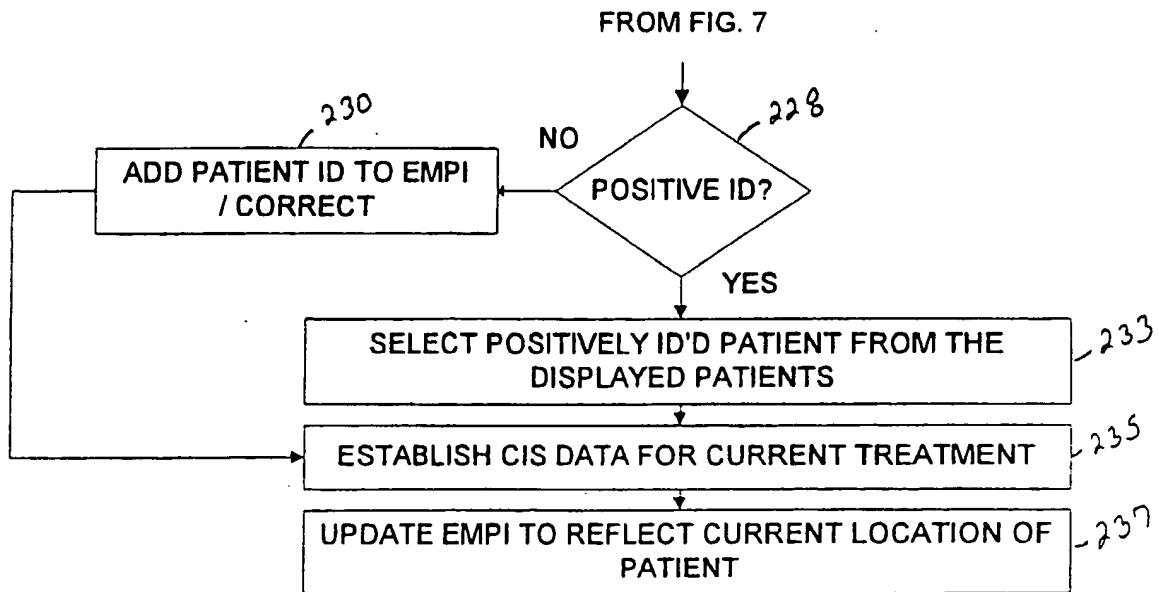 FROM FIG. 7
228
230
NO
ADD PATIENT ID TO EMPI
/ CORRECT
POSITIVE ID?
YES
SELECT POSITIVELY ID'D PATIENT FROM THE
DISPLAYED PATIENTS
233
ESTABLISH CIS DATA FOR CURRENT TREATMENT
235
UPDATE EMPI TO REFLECT CURRENT LOCATION OF
PATIENT
237